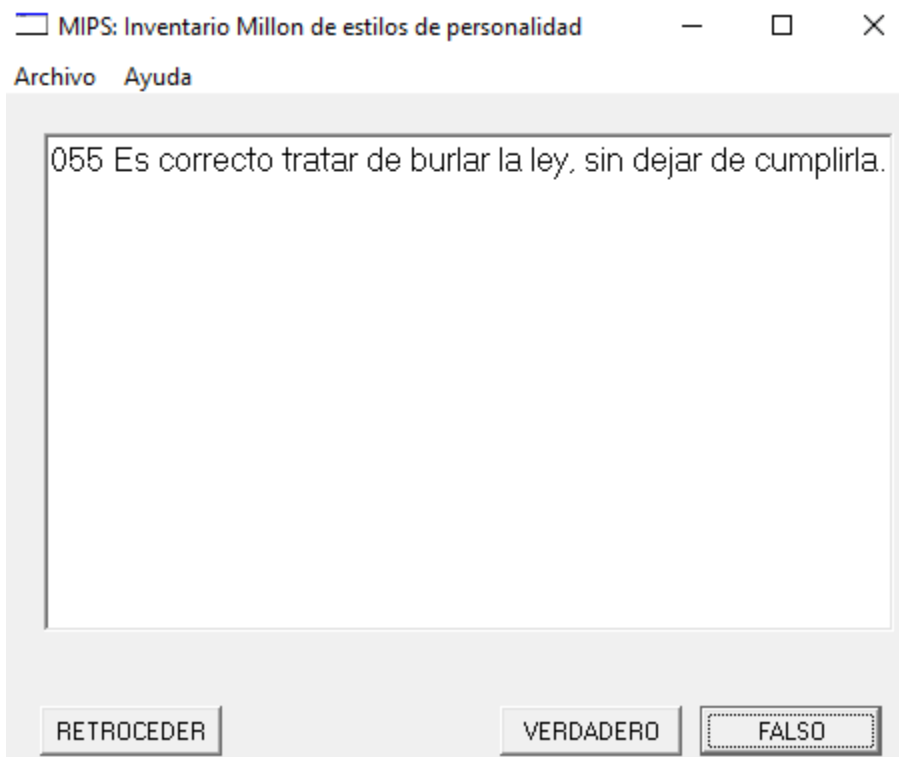 MIPS: Inventario Millon de estilos de personalidad
Archivo Ayuda
055 Es correcto tratar de burlar la ley, sin dejar de cumplirla.
RETROCEDER VERDADERO FALSO